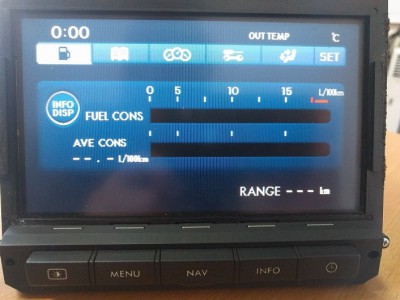 0:00 OUT TEMP °C
SET
0 5 10 15 L/100km
INFO
DISP
FUEL CONS
AVE CONS
--.- L/100km
RANGE --- km
MENU NAV INFO